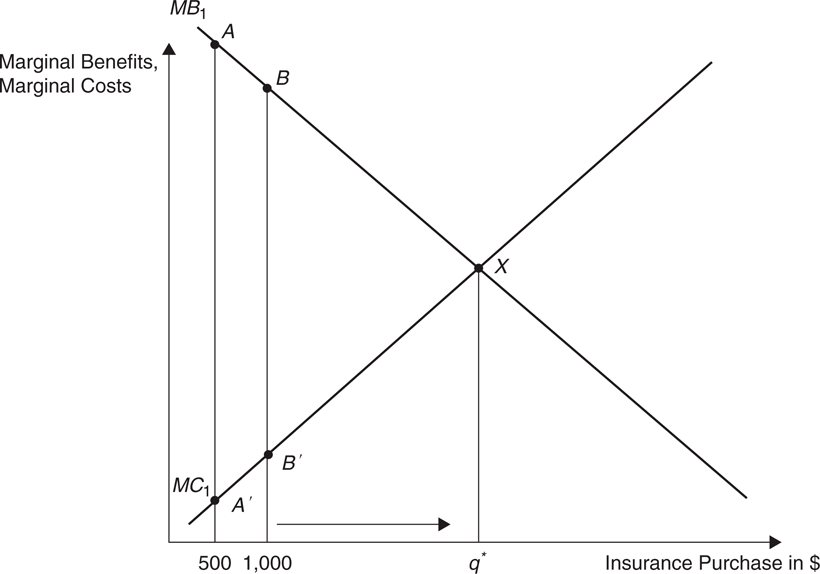 MB1
A
Marginal Benefits,
Marginal Costs
B
X
B′
MC1
A′
500 1,000 q* Insurance Purchase in $